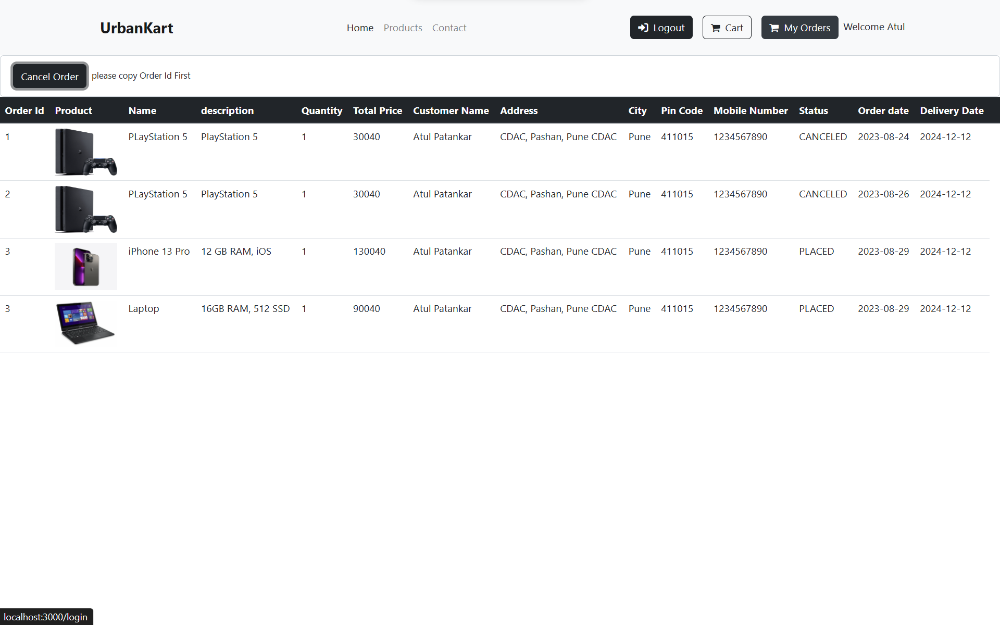 UrbanKart Home Products Contact Logout Cart My Orders Welcome Atul
Cancel Order please copy Order Id First
Order Id Product Name description Quantity Total Price Customer Name Address City Pin Code Mobile Number Status Order date Delivery Date
1 PLayStation 5 PlayStation 5 1 30040 Atul Patankar CDAC, Pashan, Pune CDAC Pune 411015 1234567890 CANCELED 2023-08-24 2024-12-12
2 PLayStation 5 PlayStation 5 1 30040 Atul Patankar CDAC, Pashan, Pune CDAC Pune 411015 1234567890 CANCELED 2023-08-26 2024-12-12
3 iPhone 13 Pro 12 GB RAM, iOS 1 130040 Atul Patankar CDAC, Pashan, Pune CDAC Pune 411015 1234567890 PLACED 2023-08-29 2024-12-12
3 Laptop 16GB RAM, 512 SSD 1 90040 Atul Patankar CDAC, Pashan, Pune CDAC Pune 411015 1234567890 PLACED 2023-08-29 2024-12-12
localhost:3000/login